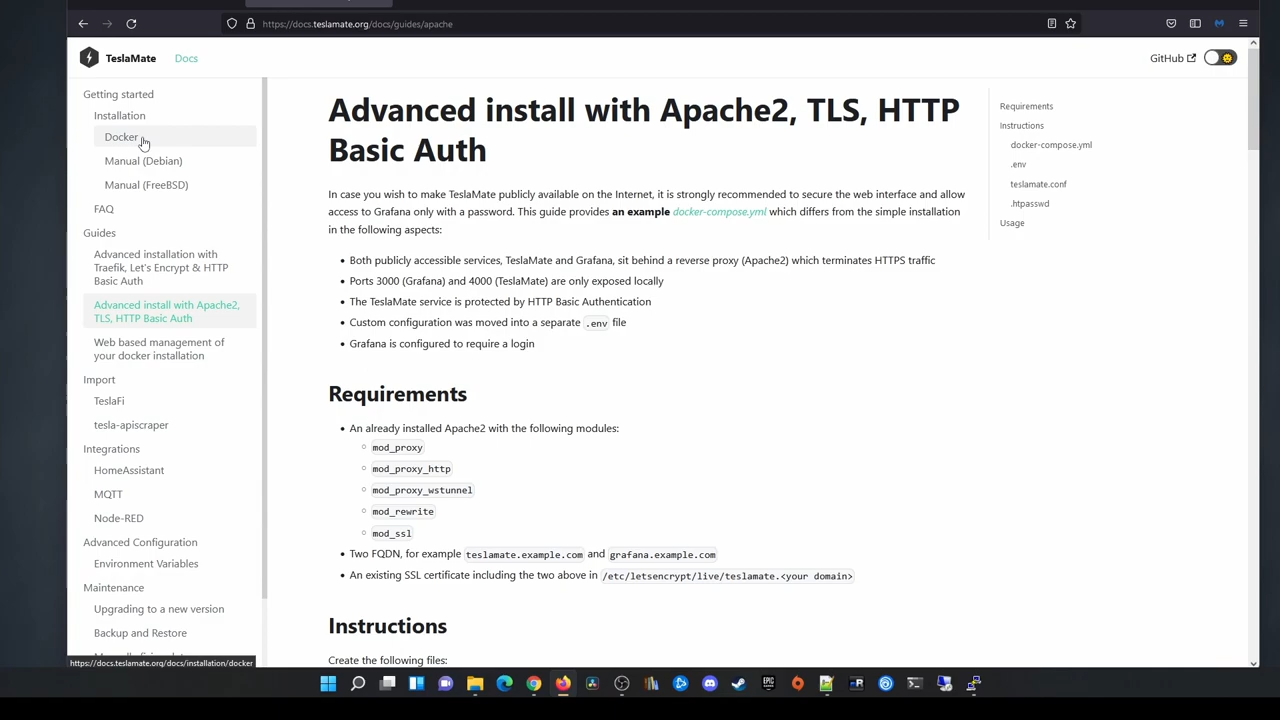 https://docs.teslamate.org/docs/guides/apache
TeslaMate
Docs
GitHub
Getting started
Installation
Docker
Manual (Debian)
Manual (FreeBSD)
FAQ
Guides
Advanced installation with
Traefik, Let's Encrypt & HTTP
Basic Auth
Advanced install with Apache2,
TLS, HTTP Basic Auth
Web based management of
your docker installation
Import
TeslaFi
tesla-apiscraper
Integrations
HomeAssistant
MQTT
Node-RED
Advanced Configuration
Environment Variables
Maintenance
Upgrading to a new version
Backup and Restore
https://docs.teslamate.org/docs/installation/docker
Advanced install with Apache2, TLS, HTTP
Basic Auth
In case you wish to make TeslaMate publicly available on the Internet, it is strongly recommended to secure the web interface and allow
access to Grafana only with a password. This guide provides an example docker-compose.yml which differs from the simple installation
in the following aspects:
• Both publicly accessible services, TeslaMate and Grafana, sit behind a reverse proxy (Apache2) which terminates HTTPS traffic
• Ports 3000 (Grafana) and 4000 (TeslaMate) are only exposed locally
• The TeslaMate service is protected by HTTP Basic Authentication
• Custom configuration was moved into a separate .env file
• Grafana is configured to require a login
Requirements
• An already installed Apache2 with the following modules:
◦ mod_proxy
◦ mod_proxy_http
◦ mod_proxy_wstunnel
◦ mod_rewrite
◦ mod_ssl
• Two FQDN, for example teslamate.example.com and grafana.example.com
• An existing SSL certificate including the two above in /etc/letsencrypt/live/teslamate.<your domain>
Instructions
Create the following files:
Requirements
Instructions
docker-compose.yml
.env
teslamate.conf
.htpasswd
Usage